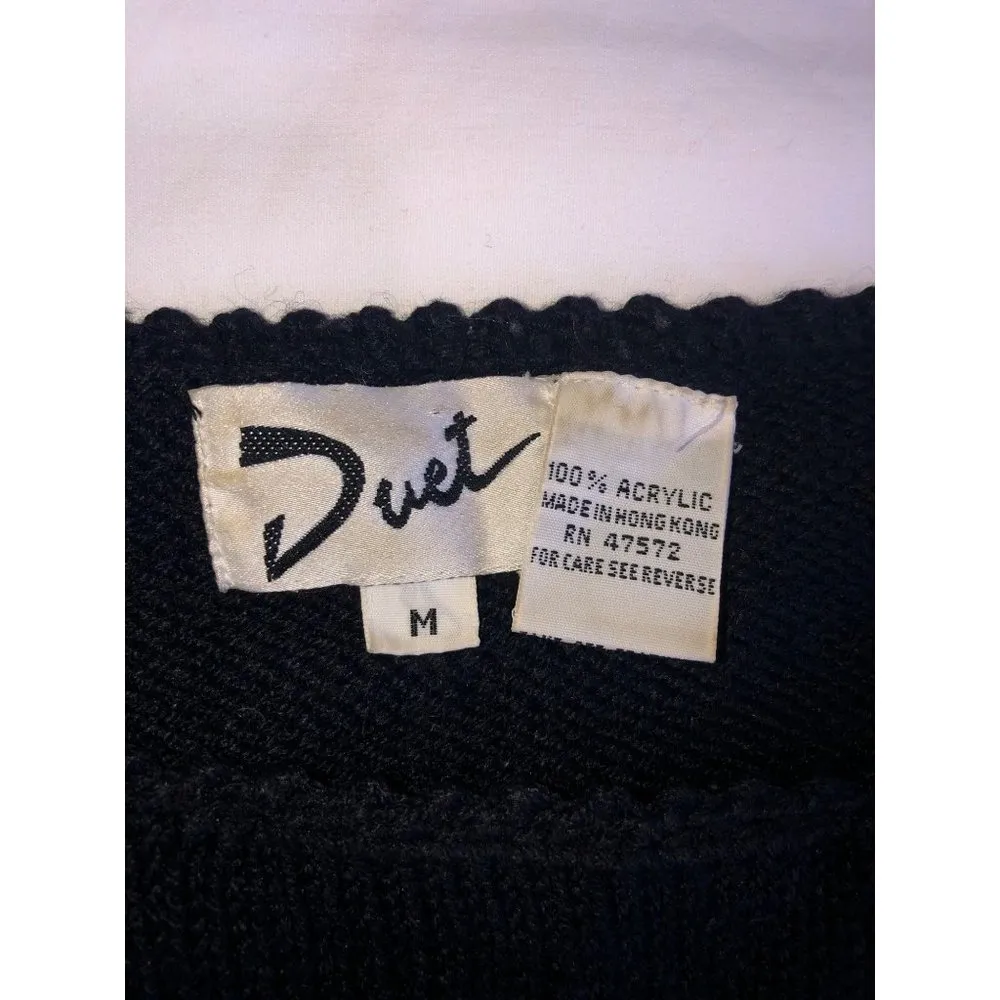 Duet
M
100% ACRYLIC
MADE IN HONG KONG
RN 47572
FOR CARE SEE REVERSE